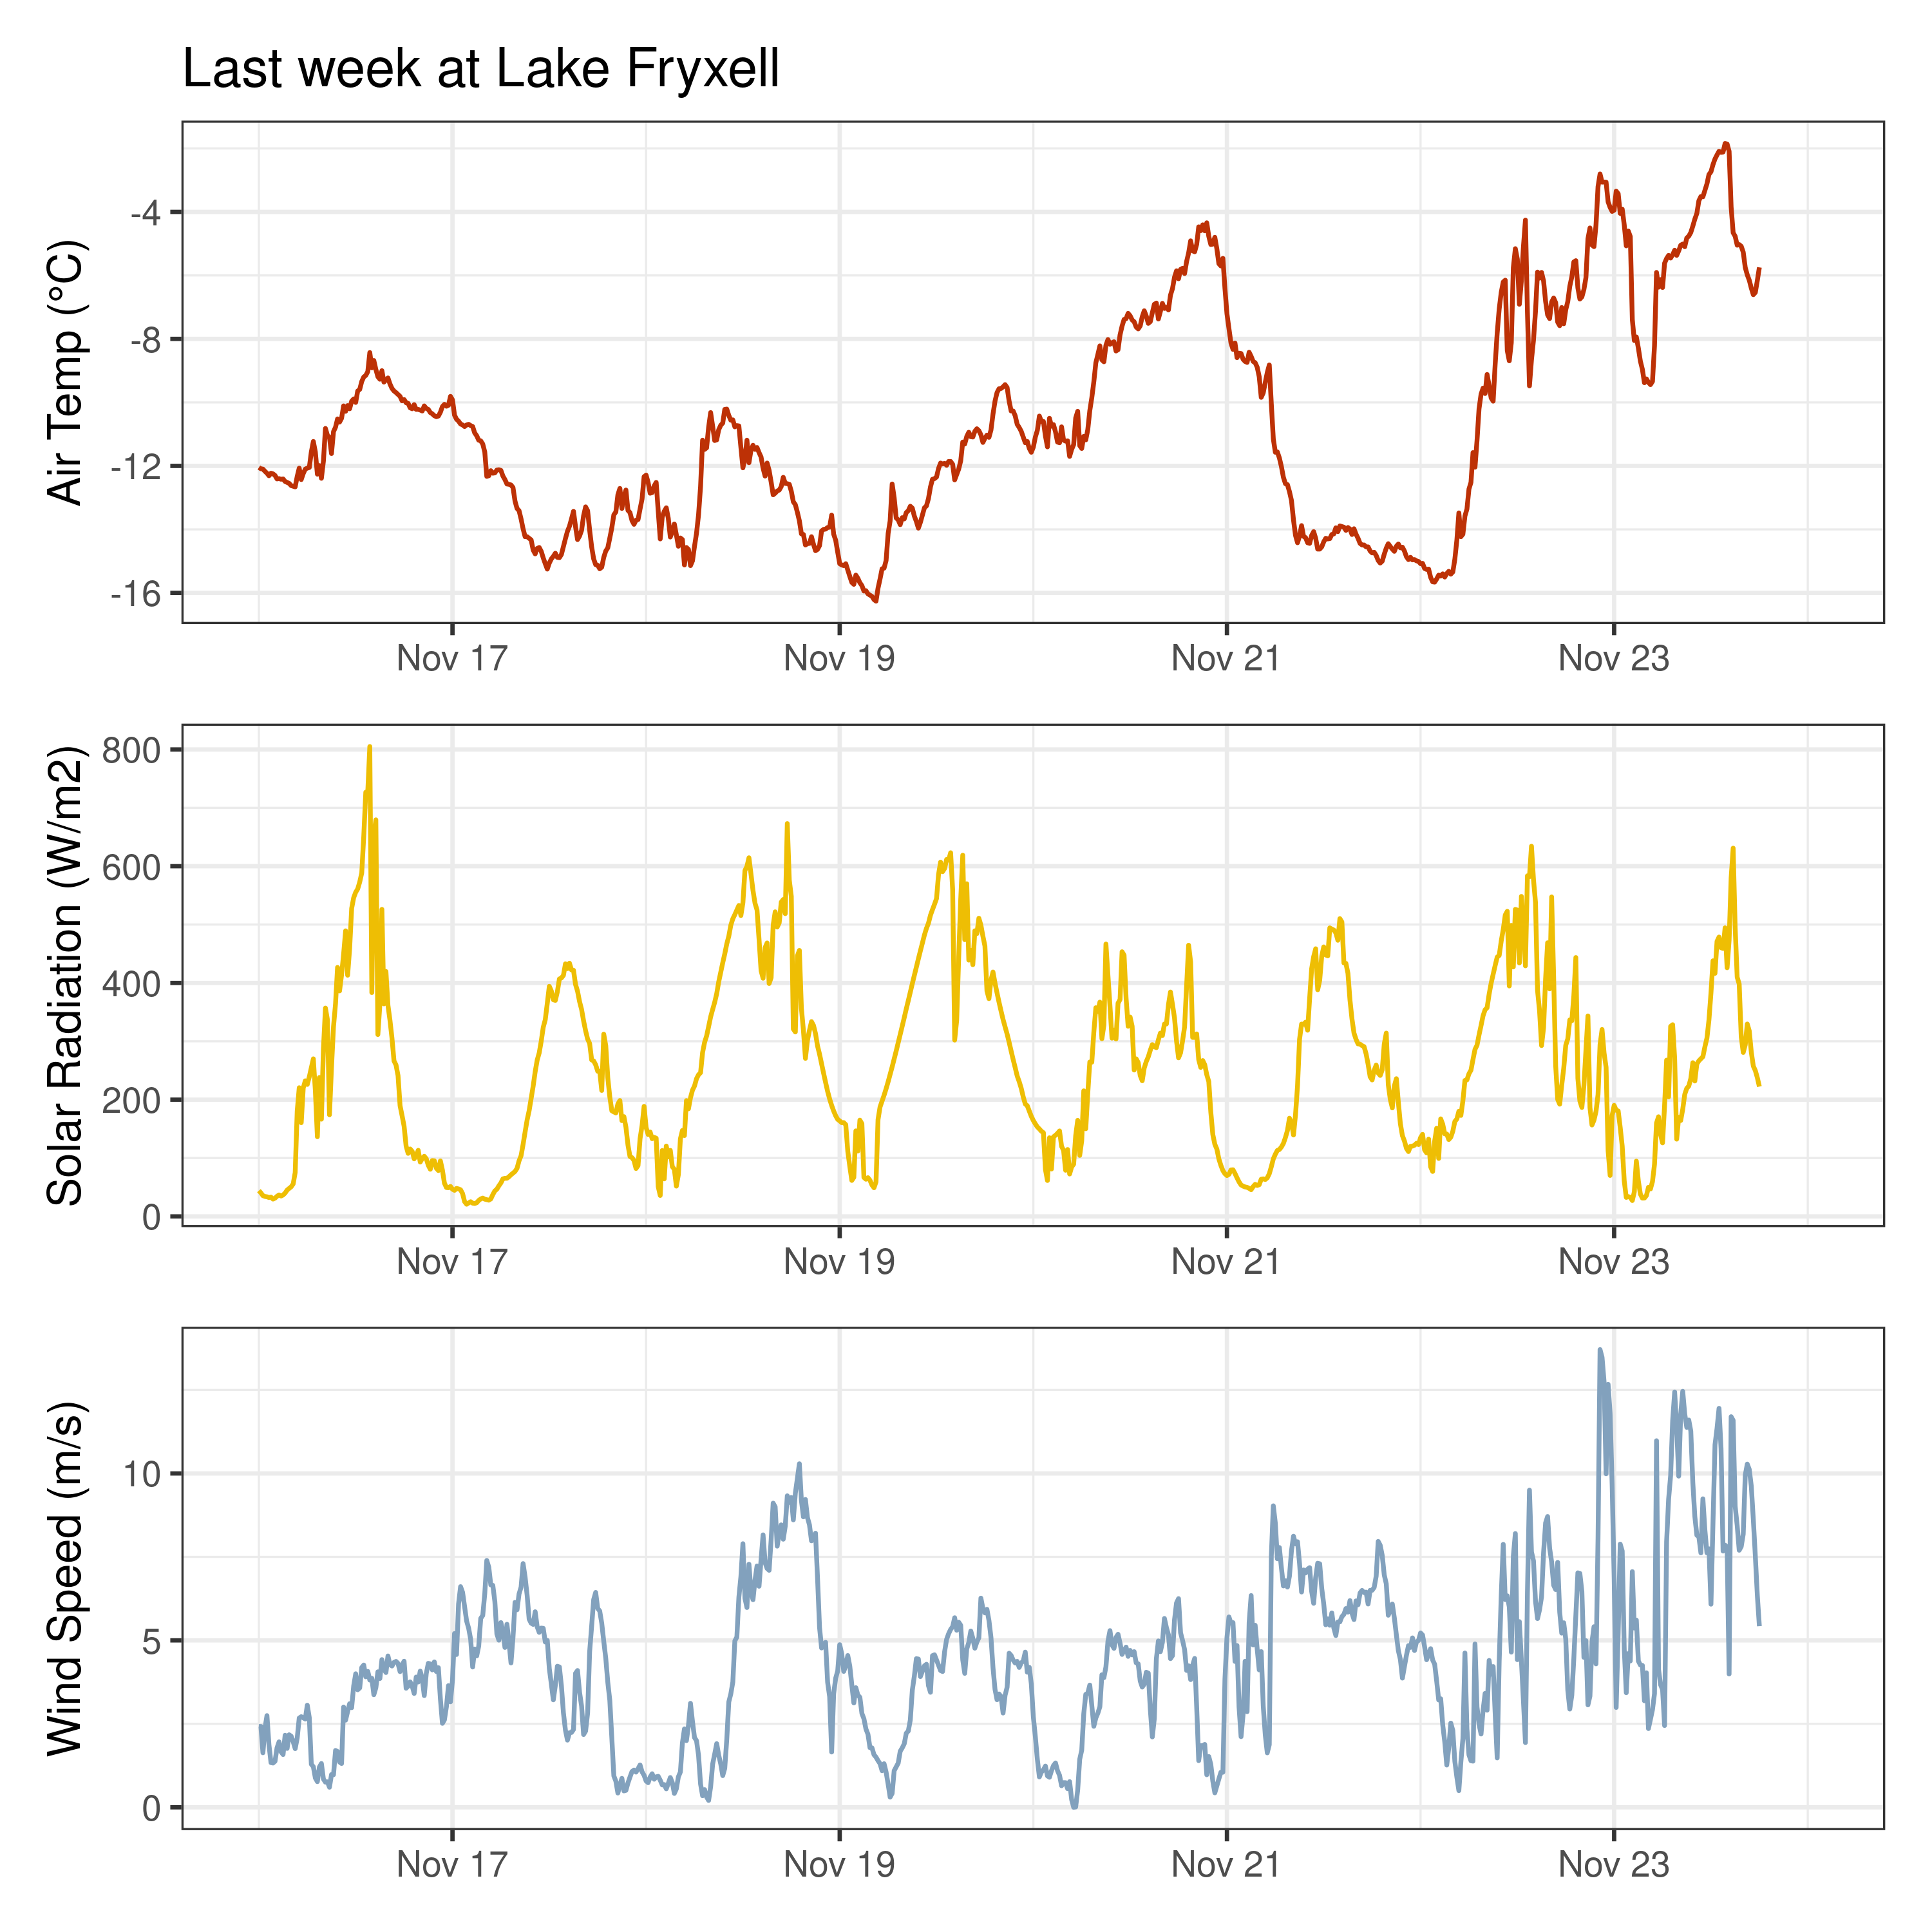 Last week at Lake Fryxell
Air Temp (°C)
-4
-8
-12
-16
Nov 17 Nov 19 Nov 21 Nov 23
Solar Radiation (W/m2)
800
600
400
200
0
Nov 17 Nov 19 Nov 21 Nov 23
Wind Speed (m/s)
10
5
0
Nov 17 Nov 19 Nov 21 Nov 23